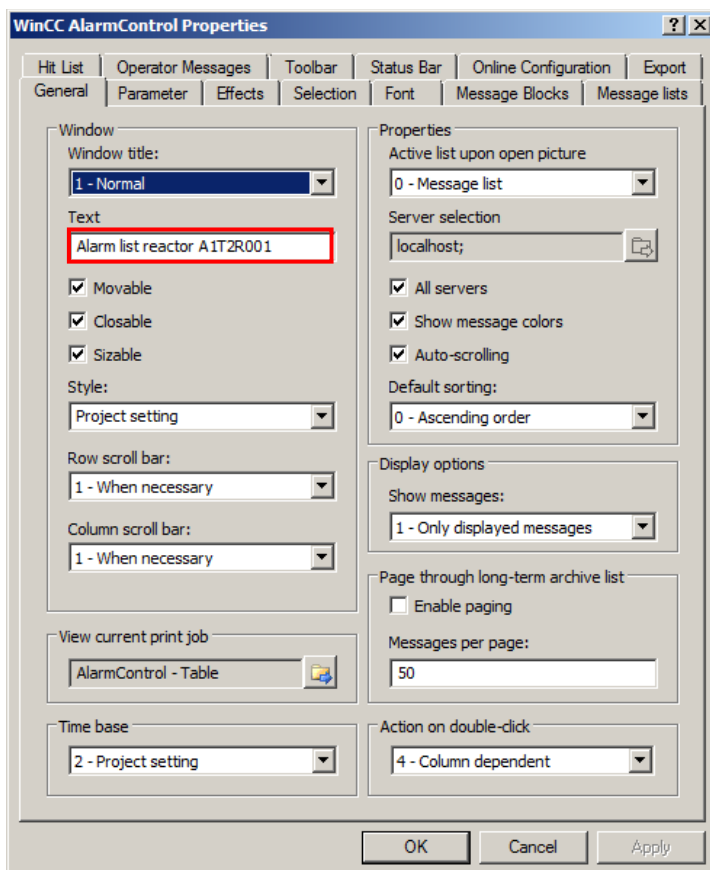 WinCC AlarmControl Properties
Hit List
Operator Messages
Toolbar
Status Bar
Online Configuration
Export
General
Parameter
Effects
Selection
Font
Message Blocks
Message lists
Window
Window title:
1 - Normal
Text
Alarm list reactor A1T2R001
Movable
Closable
Sizable
Style:
Project setting
Row scroll bar:
1 - When necessary
Column scroll bar:
1 - When necessary
View current print job
AlarmControl - Table
Time base
2 - Project setting
Properties
Active list upon open picture
0 - Message list
Server selection
localhost;
All servers
Show message colors
Auto-scrolling
Default sorting:
0 - Ascending order
Display options
Show messages:
1 - Only displayed messages
Page through long-term archive list
Enable paging
Messages per page:
50
Action on double-click
4 - Column dependent
OK
Cancel
Apply